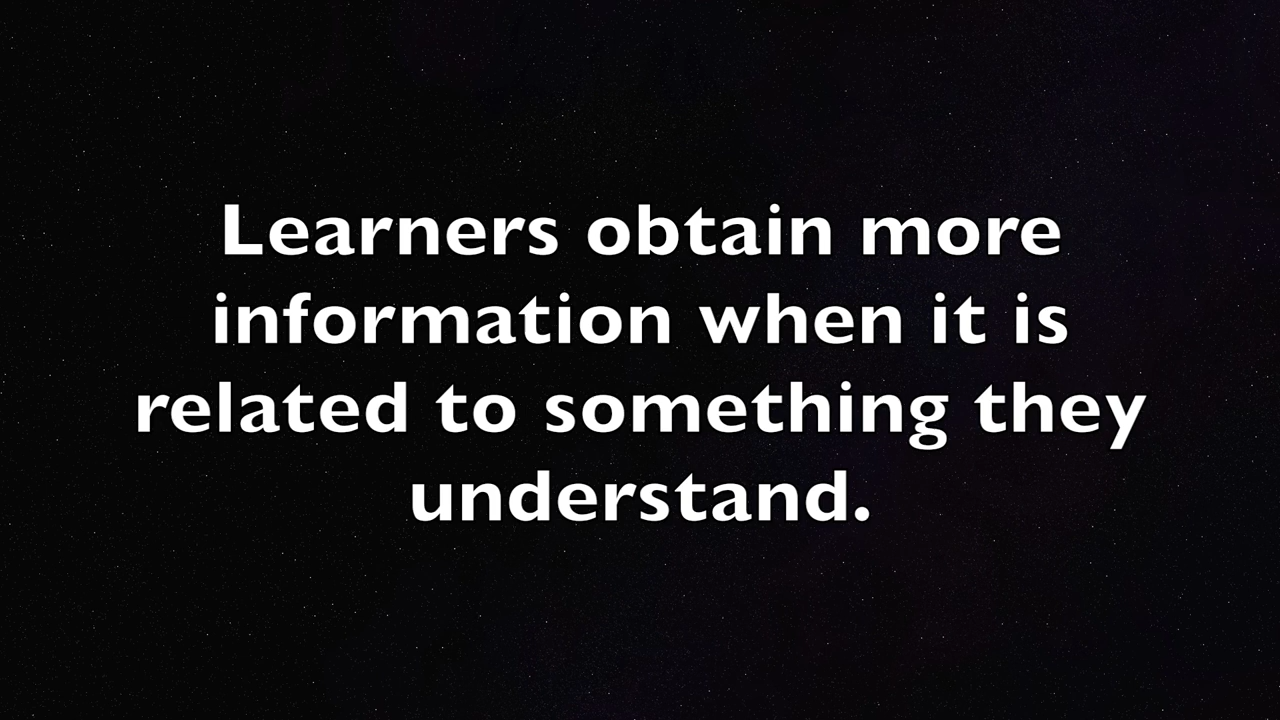 Learners obtain more
information when it is
related to something they
understand.